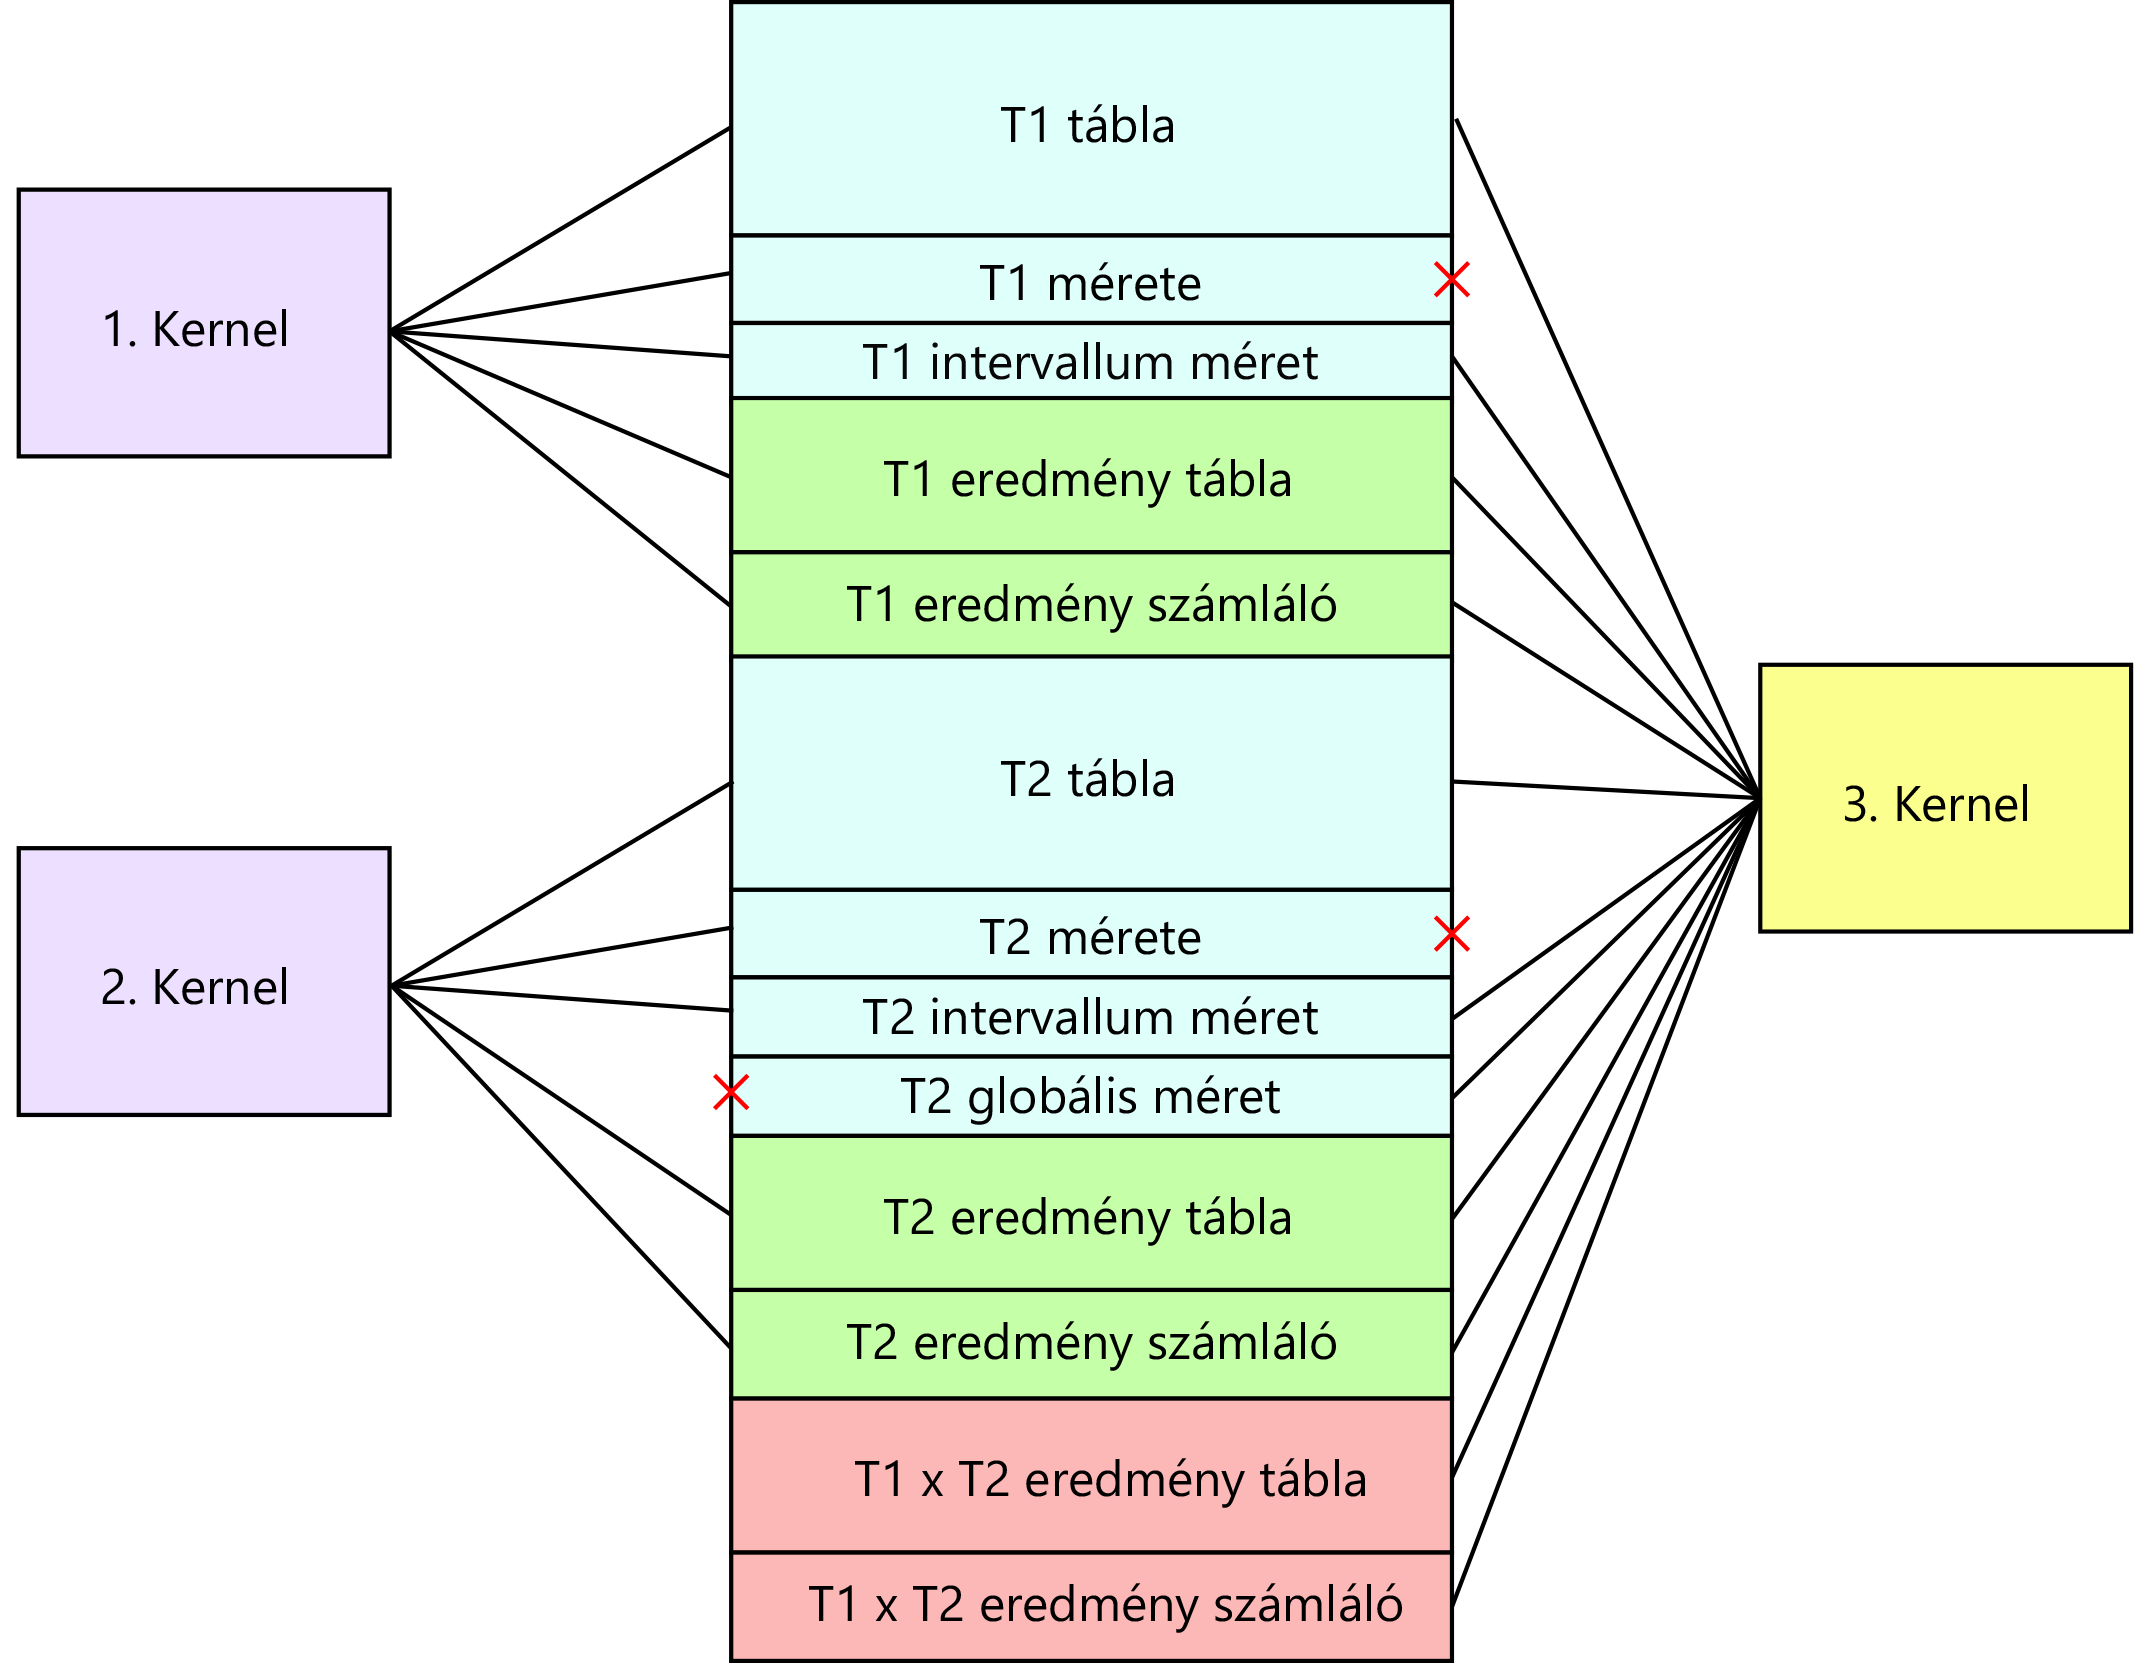 T1 tábla
T1 mérete
1. Kernel
T1 intervallum méret
T1 eredmény tábla
T1 eredmény számláló
T2 tábla
3. Kernel
T2 mérete
2. Kernel
T2 intervallum méret
T2 globális méret
T2 eredmény tábla
T2 eredmény számláló
T1 x T2 eredmény tábla
T1 x T2 eredmény számláló